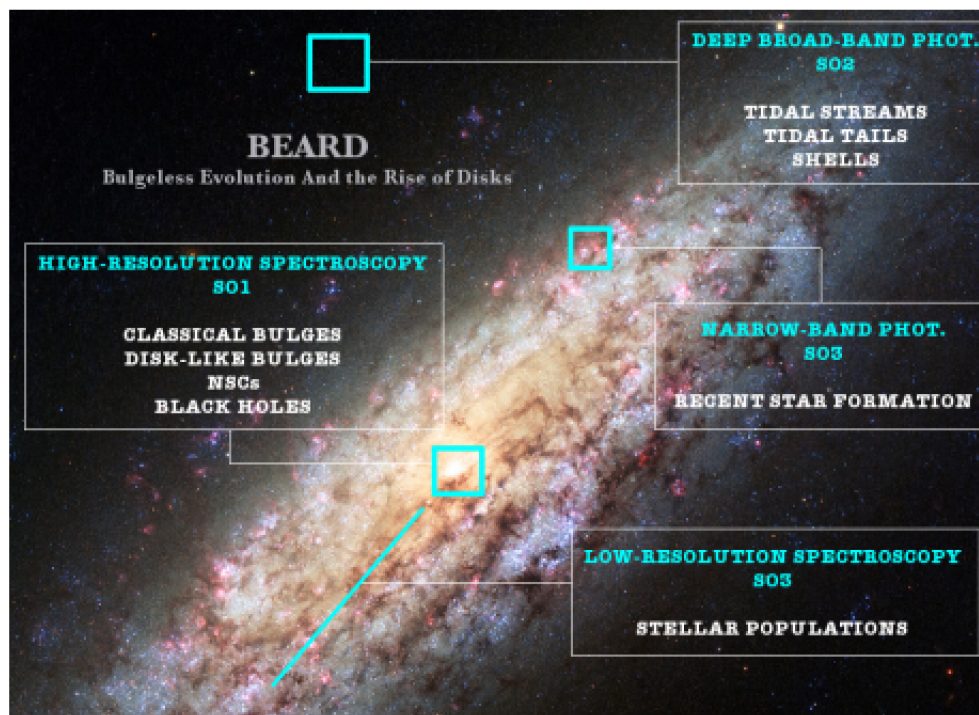 DEEP BROAD-BAND PHOT.
SO2
TIDAL STREAMS
TIDAL TAILS
SHELLS
BEARD
Bulgeless Evolution And the Rise of Disks
HIGH-RESOLUTION SPECTROSCOPY
SO1
CLASSICAL BULGES
DISK-LIKE BULGES
NSCs
BLACK HOLES
NARROW-BAND PHOT.
SO3
RECENT STAR FORMATION
LOW-RESOLUTION SPECTROSCOPY
SO3
STELLAR POPULATIONS